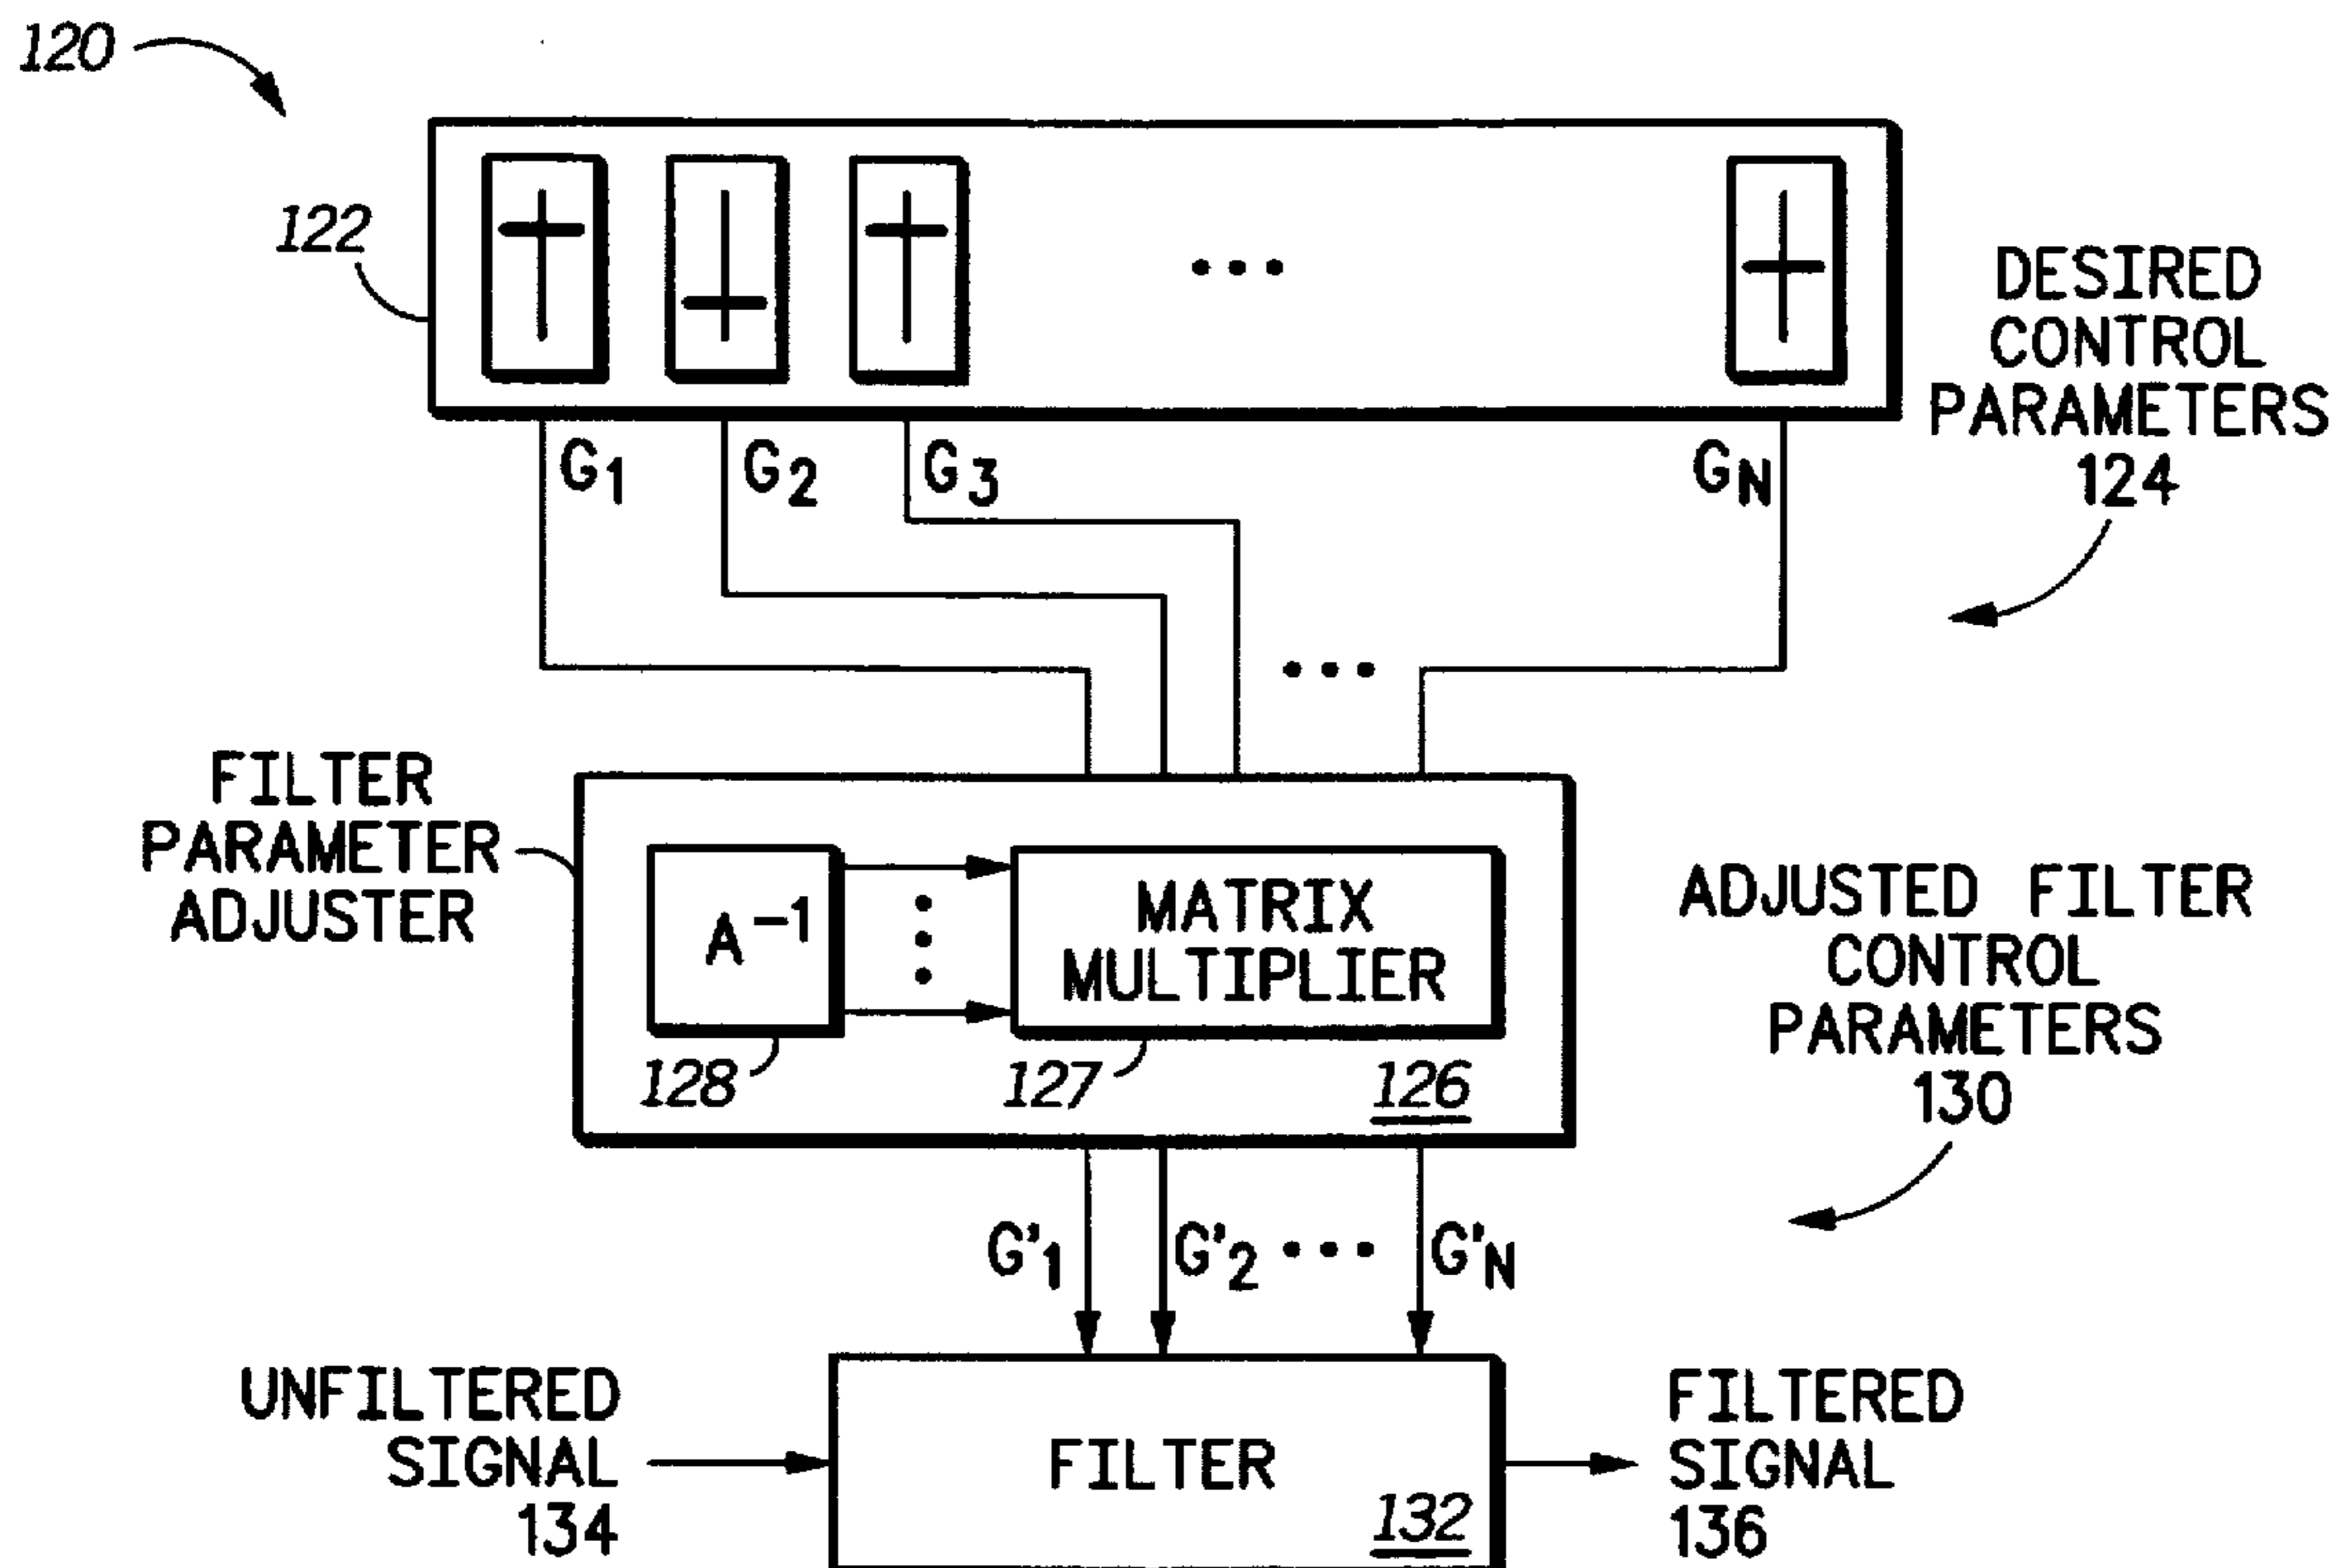 120
122
DESIRED
CONTROL
PARAMETERS
124
G1 G2 G3 GN
FILTER
PARAMETER
ADJUSTER
A-1
MATRIX
MULTIPLIER
128 127 126
ADJUSTED FILTER
CONTROL
PARAMETERS
130
G'1 G'2 ••• G'N
UNFILTERED
SIGNAL
134
FILTER
132
FILTERED
SIGNAL
136